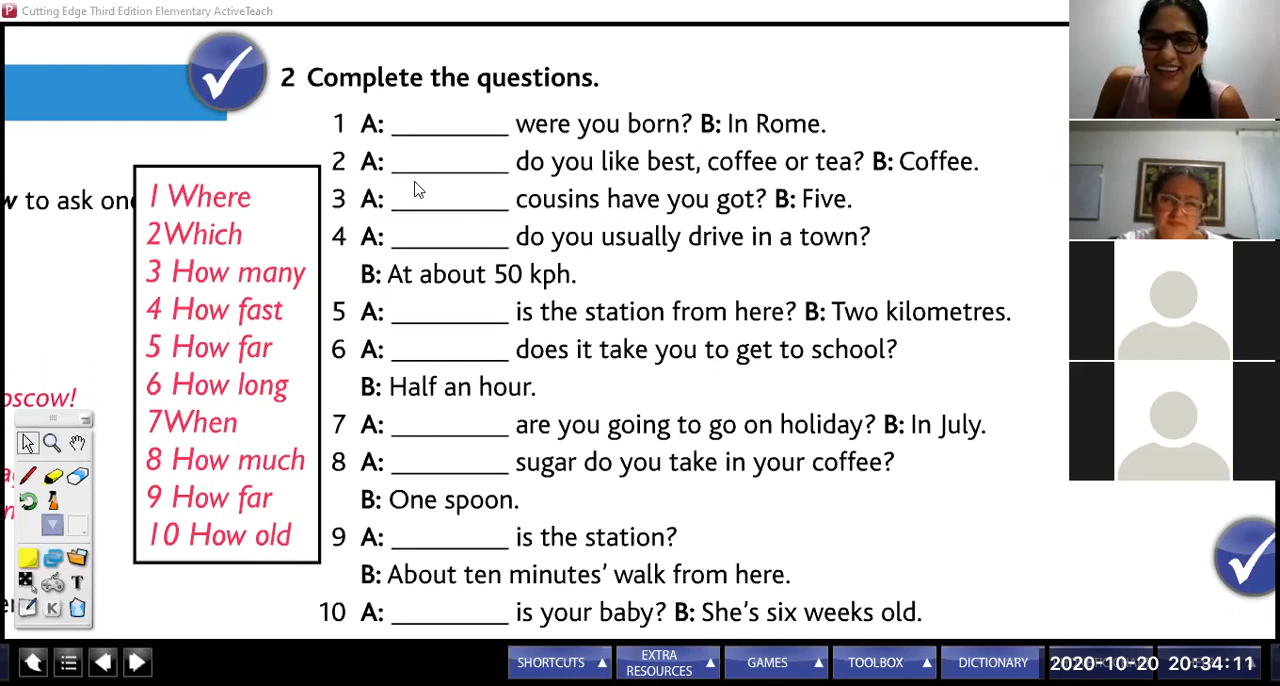 Cutting Edge Third Edition Elementary ActiveTeach
2 Complete the questions.
1 A: ________ were you born? B: In Rome.
2 A: ________ do you like best, coffee or tea? B: Coffee.
3 A: ________ cousins have you got? B: Five.
4 A: ________ do you usually drive in a town?
B: At about 50 kph.
5 A: ________ is the station from here? B: Two kilometres.
6 A: ________ does it take you to get to school?
B: Half an hour.
7 A: ________ are you going to go on holiday? B: In July.
8 A: ________ sugar do you take in your coffee?
B: One spoon.
9 A: ________ is the station?
B: About ten minutes' walk from here.
10 A: ________ is your baby? B: She's six weeks old.
to ask
1 Where
2Which
3 How many
4 How fast
5 How far
6 How long
7When
8 How much
9 How far
10 How old
oscow!
T
K
SHORTCUTS
EXTRA
RESOURCES
GAMES
TOOLBOX
DICTIONARY
2020-10-20 20:34:11